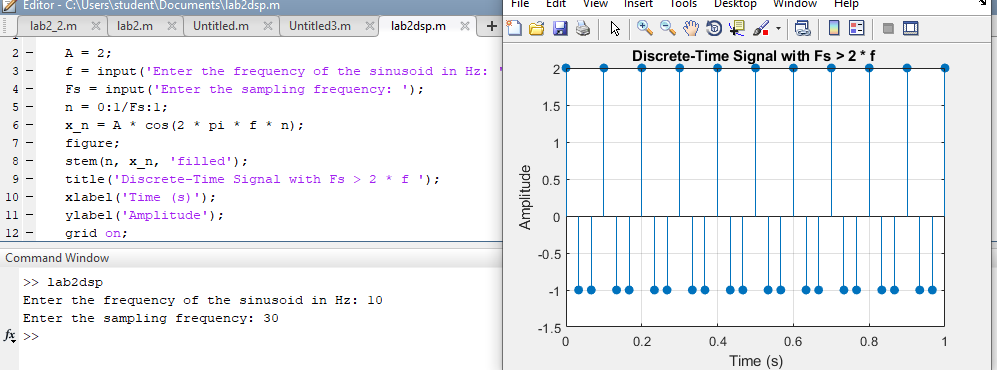 Editor - C:\Users\student\Documents\lab2dsp.m
lab2_2.m × lab2.m × Untitled.m × Untitled3.m × lab2dsp.m × +
2 — A = 2;
3 — f = input('Enter the frequency of the sinusoid in Hz: '
4 — Fs = input('Enter the sampling frequency: ');
5 — n = 0:1/Fs:1;
6 — x_n = A * cos(2 * pi * f * n);
7 — figure;
8 — stem(n, x_n, 'filled');
9 — title('Discrete-Time Signal with Fs > 2 * f ');
10 — xlabel('Time (s)');
11 — ylabel('Amplitude');
12 — grid on;
Command Window
>> lab2dsp
Enter the frequency of the sinusoid in Hz: 10
Enter the sampling frequency: 30
fx >>
File Edit View Insert Tools Desktop Window Help
Discrete-Time Signal with Fs > 2 * f
2
1.5
1
0.5
0
-0.5
-1
-1.5
Amplitude
0 0.2 0.4 0.6 0.8 1
Time (s)